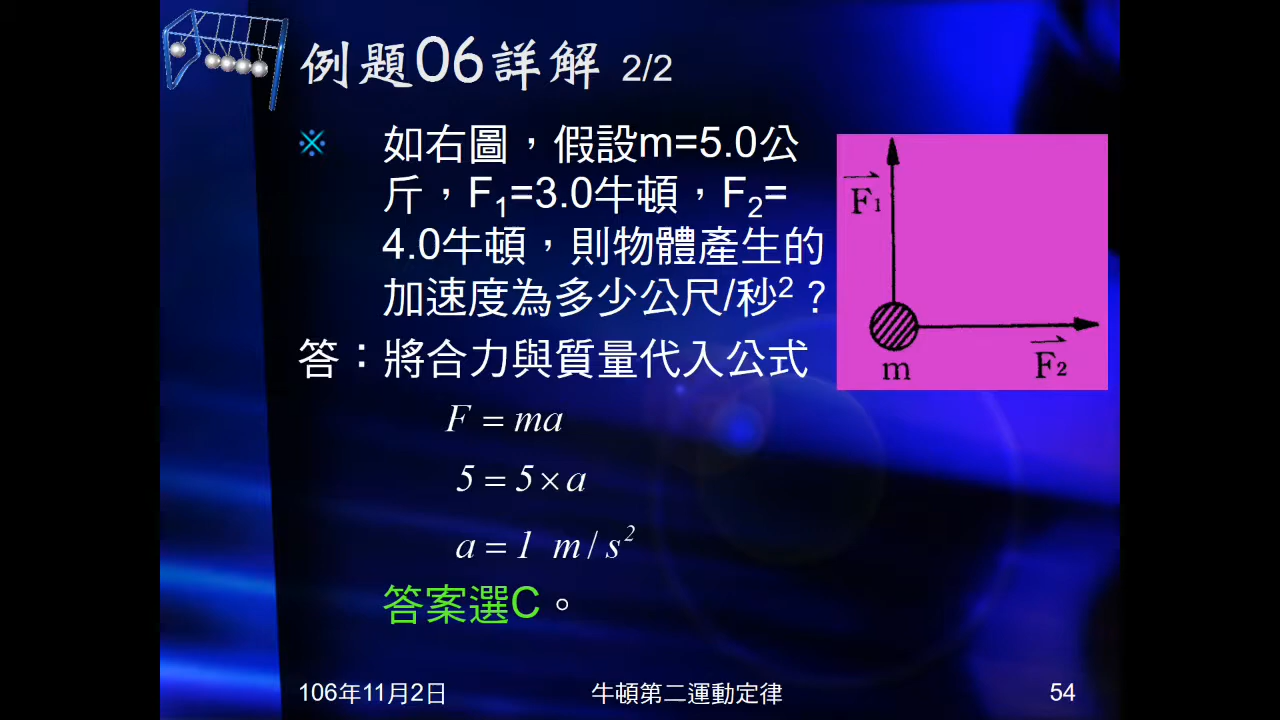 例題06詳解 2/2
※ 如右圖，假設m=5.0公
斤，F₁=3.0牛頓，F₂=
4.0牛頓，則物體產生的
加速度為多少公尺/秒²？
答：將合力與質量代入公式
F = ma
5 = 5 × a
a = 1 m / s²
答案選C。
F₁
m
F₂
106年11月2日
牛頓第二運動定律
54